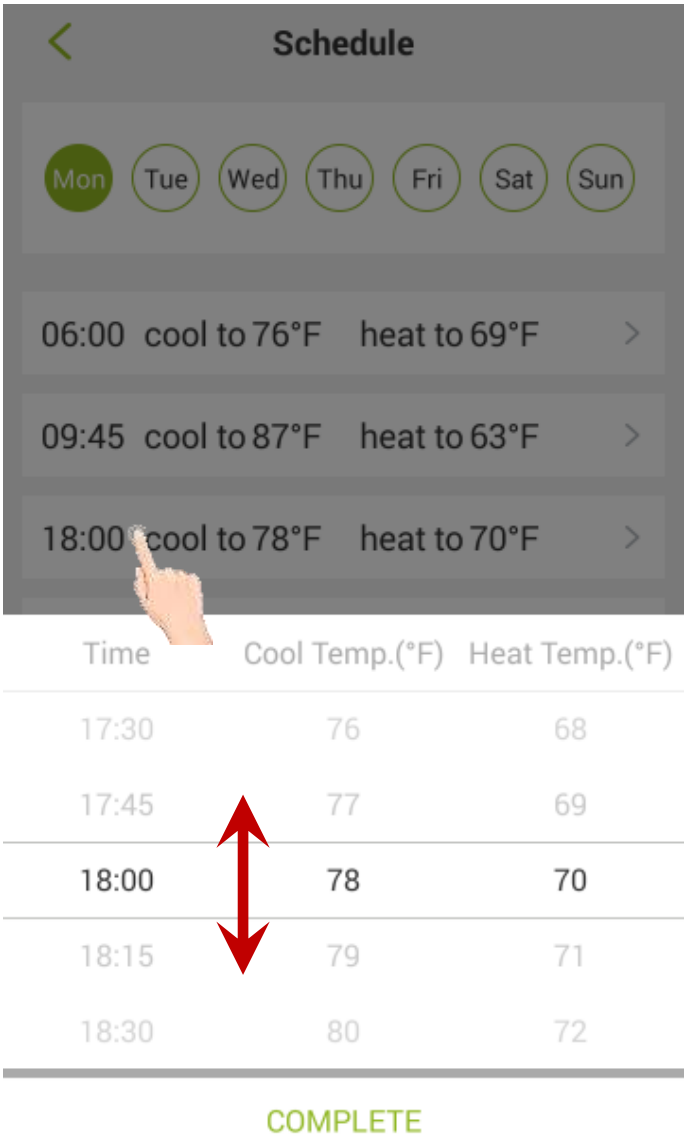 Schedule
Mon Tue Wed Thu Fri Sat Sun
06:00 cool to 76°F heat to 69°F
09:45 cool to 87°F heat to 63°F
18:00 cool to 78°F heat to 70°F
Time Cool Temp.(°F) Heat Temp.(°F)
17:30 76 68
17:45 77 69
18:00 78 70
18:15 79 71
18:30 80 72
COMPLETE